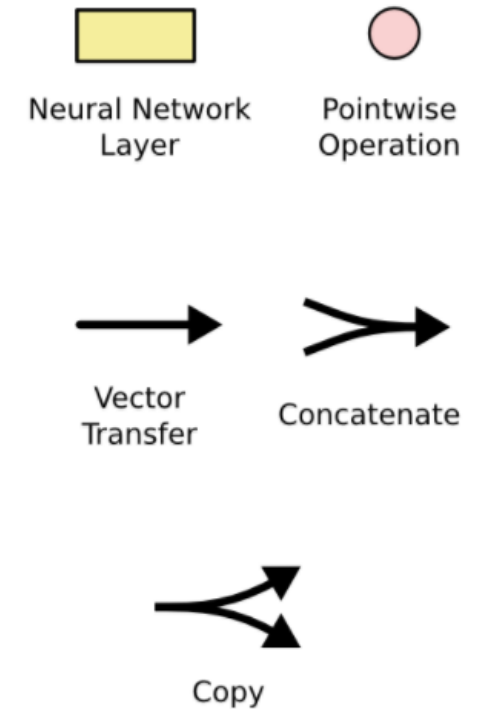 Neural Network
Layer
Pointwise
Operation
Vector
Transfer
Concatenate
Copy